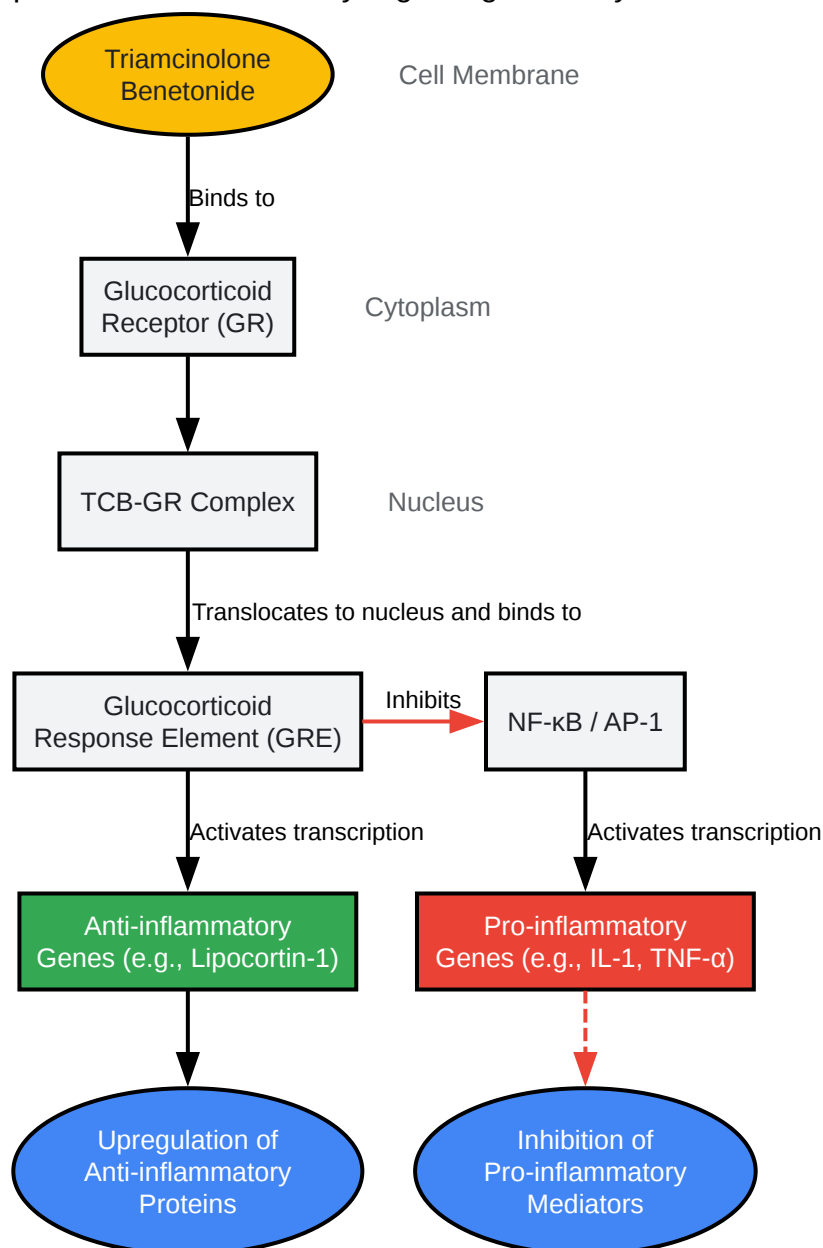 Triamcinolone
Benetonide
Cell Membrane
Binds to
Glucocorticoid
Receptor (GR)
Cytoplasm
TCB-GR Complex
Nucleus
Translocates to nucleus and binds to
Glucocorticoid
Response Element (GRE)
Inhibits
NF-κB / AP-1
Activates transcription
Activates transcription
Anti-inflammatory
Genes (e.g., Lipocortin-1)
Pro-inflammatory
Genes (e.g., IL-1, TNF-α)
Upregulation of
Anti-inflammatory
Proteins
Inhibition of
Pro-inflammatory
Mediators